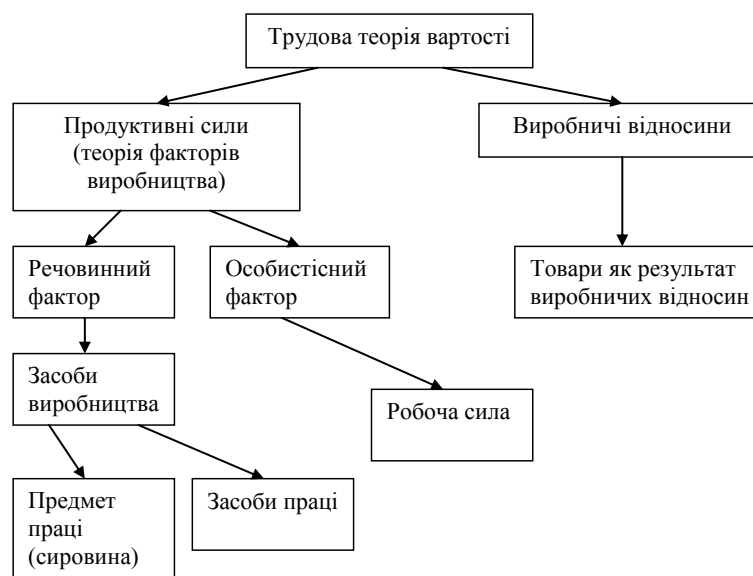 Трудова теорія вартості
Продуктивні сили
(теорія факторів
виробництва)
Виробничі відносини
Речовинний
фактор
Особистісний
фактор
Товари як результат
виробничих відносин
Засоби
виробництва
Робоча сила
Предмет
праці
(сировина)
Засоби праці